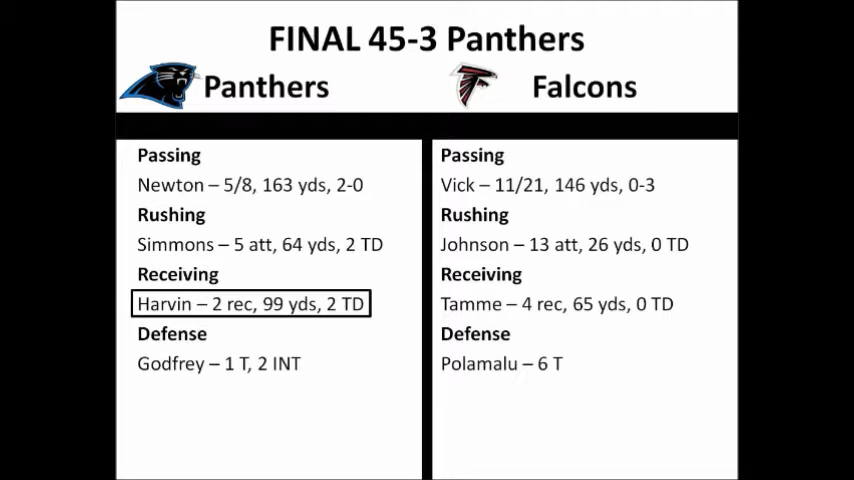 FINAL 45-3 Panthers
Panthers
Falcons
Passing
Newton – 5/8, 163 yds, 2-0
Rushing
Simmons – 5 att, 64 yds, 2 TD
Receiving
Harvin – 2 rec, 99 yds, 2 TD
Defense
Godfrey – 1 T, 2 INT
Passing
Vick – 11/21, 146 yds, 0-3
Rushing
Johnson – 13 att, 26 yds, 0 TD
Receiving
Tamme – 4 rec, 65 yds, 0 TD
Defense
Polamalu – 6 T